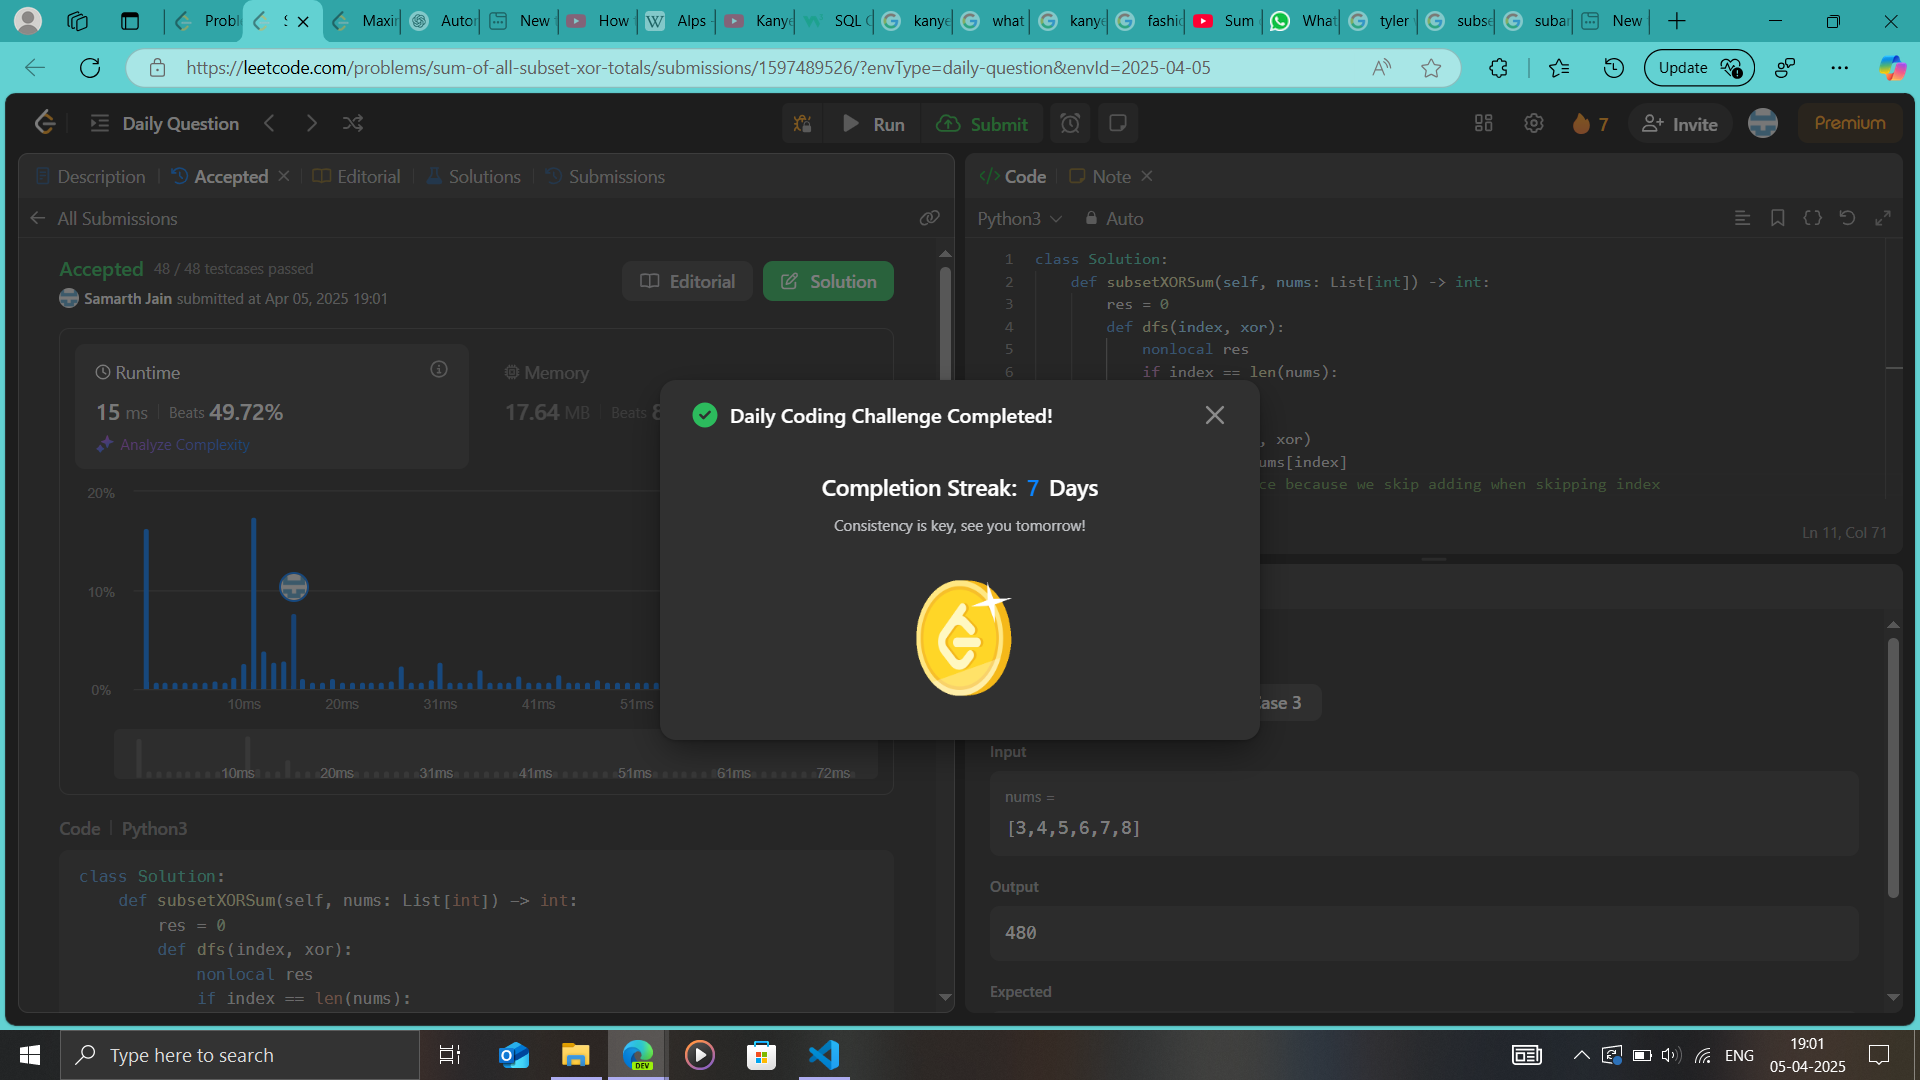 Probl
S
Maxir
Autor
New t
How t
Alps -
Kanye
SQL C
kanye
what
kanye
fashio
Sum
What
tyler
subse
subar
New
https://leetcode.com/problems/sum-of-all-subset-xor-totals/submissions/1597489526/?envType=daily-question&envId=2025-04-05
Update
Daily Question
Run
Submit
7
Invite
Premium
Description
Accepted
Editorial
Solutions
Submissions
All Submissions
Accepted 48 / 48 testcases passed
Samarth Jain submitted at Apr 05, 2025 19:01
Editorial
Solution
Runtime
15 ms Beats 49.72%
Analyze Complexity
Memory
17.64 MB Beats 8
20%
10%
0%
10ms 20ms 31ms 41ms 51ms
10ms 20ms 31ms 41ms 51ms 61ms 72ms
Code Python3
class Solution:
def subsetXORSum(self, nums: List[int]) -> int:
res = 0
def dfs(index, xor):
nonlocal res
if index == len(nums):
Code
Note
Python3
Auto
1 class Solution:
2 def subsetXORSum(self, nums: List[int]) -> int:
3 res = 0
4 def dfs(index, xor):
5 nonlocal res
6 if index == len(nums):
, xor)
ums[index]
ce because we skip adding when skipping index
Ln 11, Col 71
Daily Coding Challenge Completed!
Completion Streak: 7 Days
Consistency is key, see you tomorrow!
Case 3
Input
nums =
[3,4,5,6,7,8]
Output
480
Expected
Type here to search
DEV
ENG
19:01
05-04-2025